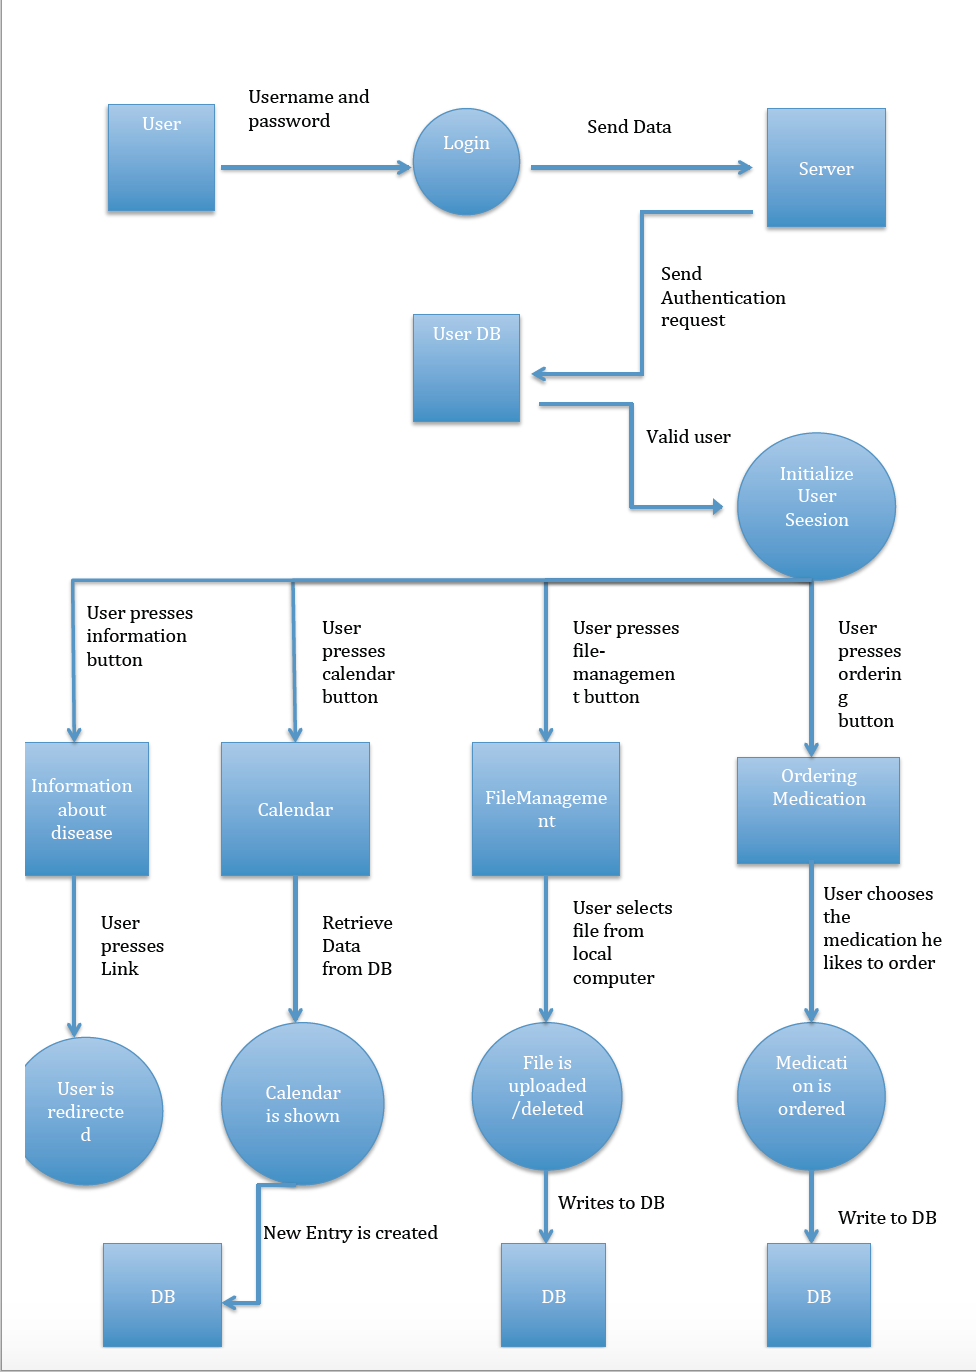 Username and
password
User
Login
Send Data
Server
Send
Authentication
request
User DB
Valid user
Initialize
User
Seesion
User presses
information
button
User
presses
calendar
button
User presses
file-
managemen
t button
User
presses
orderin
g
button
Information
about
disease
Calendar
FileManageme
nt
Ordering
Medication
User
presses
Link
Retrieve
Data
from DB
User selects
file from
local
computer
User chooses
the
medication he
likes to order
User is
redirecte
d
Calendar
is shown
File is
uploaded
/deleted
Medicati
on is
ordered
New Entry is created
Writes to DB
Write to DB
DB
DB
DB